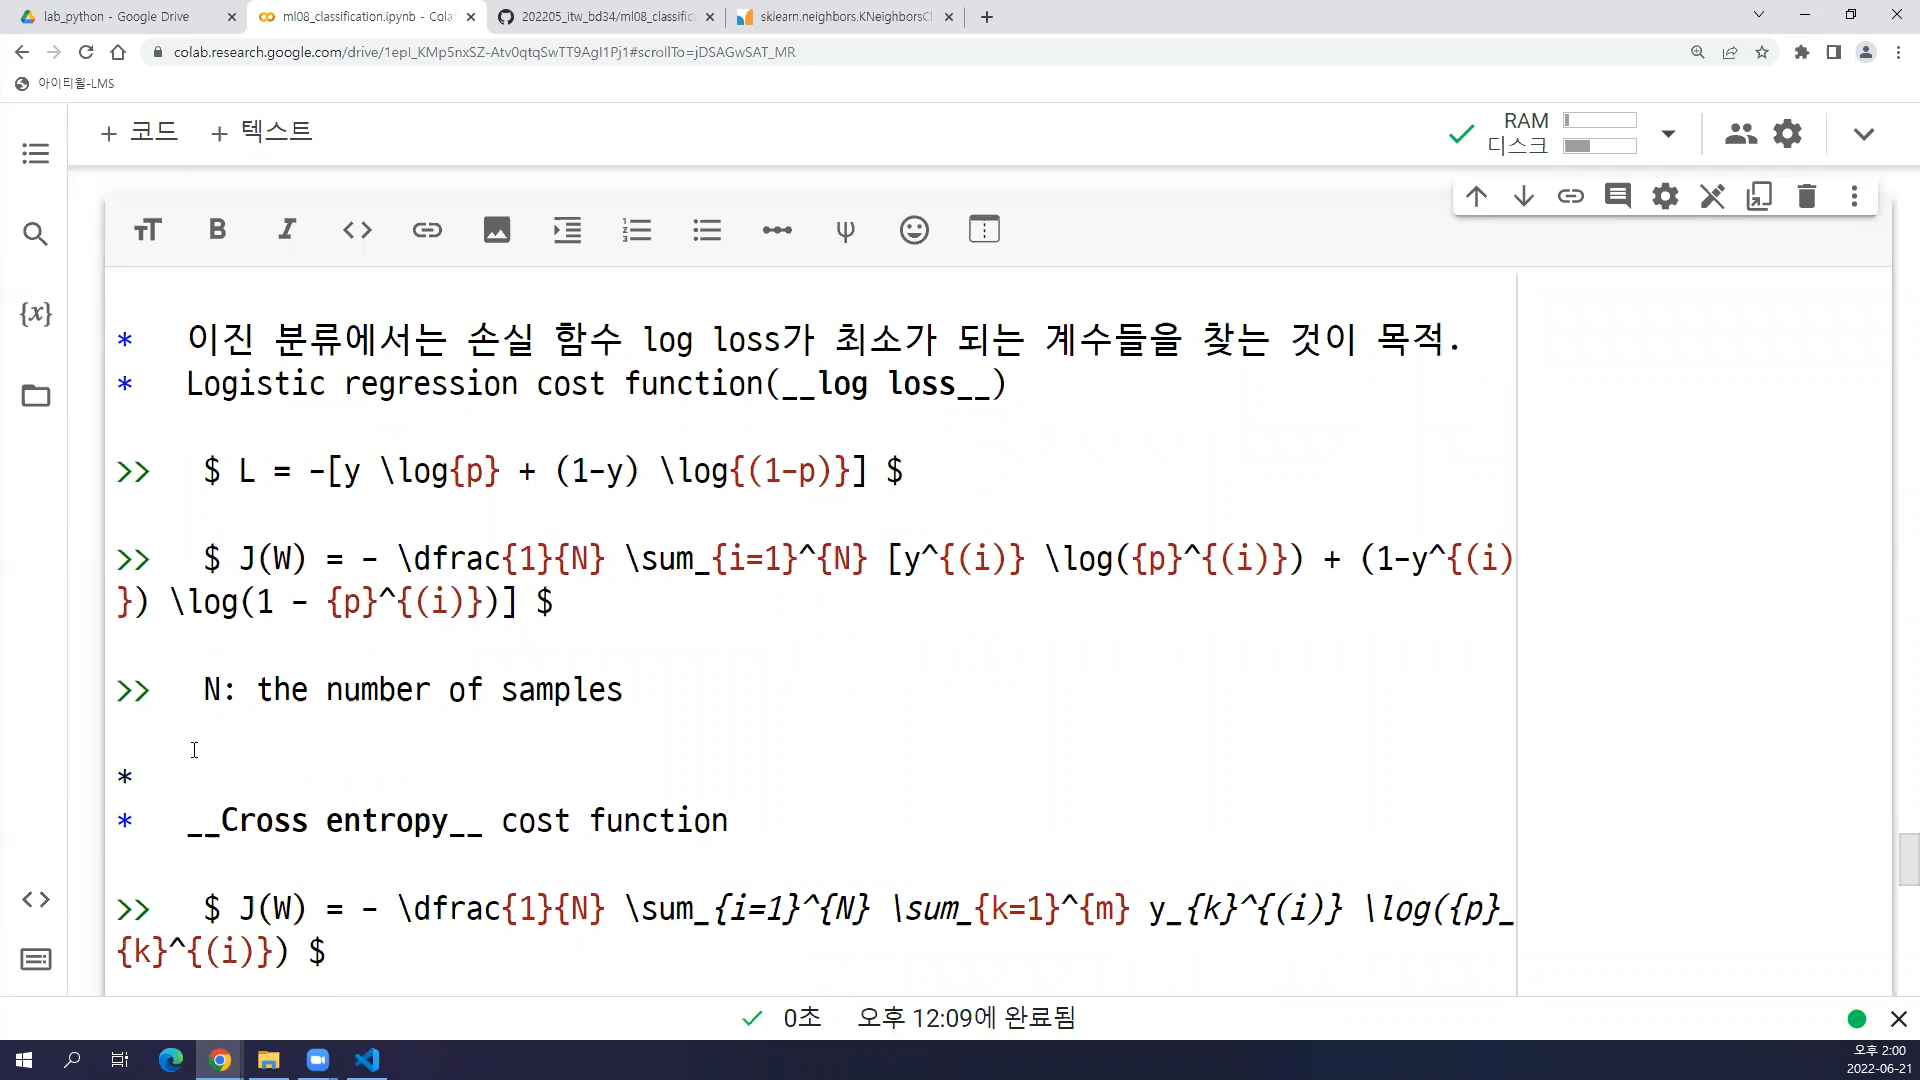 lab_python - Google Drive
ml08_classification.ipynb - Cola
202205_itw_bd34/ml08_classific
sklearn.neighbors.KNeighborsCl
colab.research.google.com/drive/1epI_KMp5nxSZ-Atv0qtqSwTT9AgI1Pj1#scrollTo=jDSAGwSAT_MR
아이티윌-LMS
+ 코드 + 텍스트
RAM
디스크
* 이진 분류에서는 손실 함수 log loss가 최소가 되는 계수들을 찾는 것이 목적.
* Logistic regression cost function(__log loss__)
>> $ L = -[y \log{p} + (1-y) \log{(1-p)}] $
>> $ J(W) = - \dfrac{1}{N} \sum_{i=1}^{N} [y^{(i)} \log({p}^{(i)}) + (1-y^{(i)
}) \log(1 - {p}^{(i)})] $
>> N: the number of samples
*
* __Cross entropy__ cost function
>> $ J(W) = - \dfrac{1}{N} \sum_{i=1}^{N} \sum_{k=1}^{m} y_{k}^{(i)} \log({p}_
{k}^{(i)}) $
0초 오후 12:09에 완료됨
오후 2:00
2022-06-21